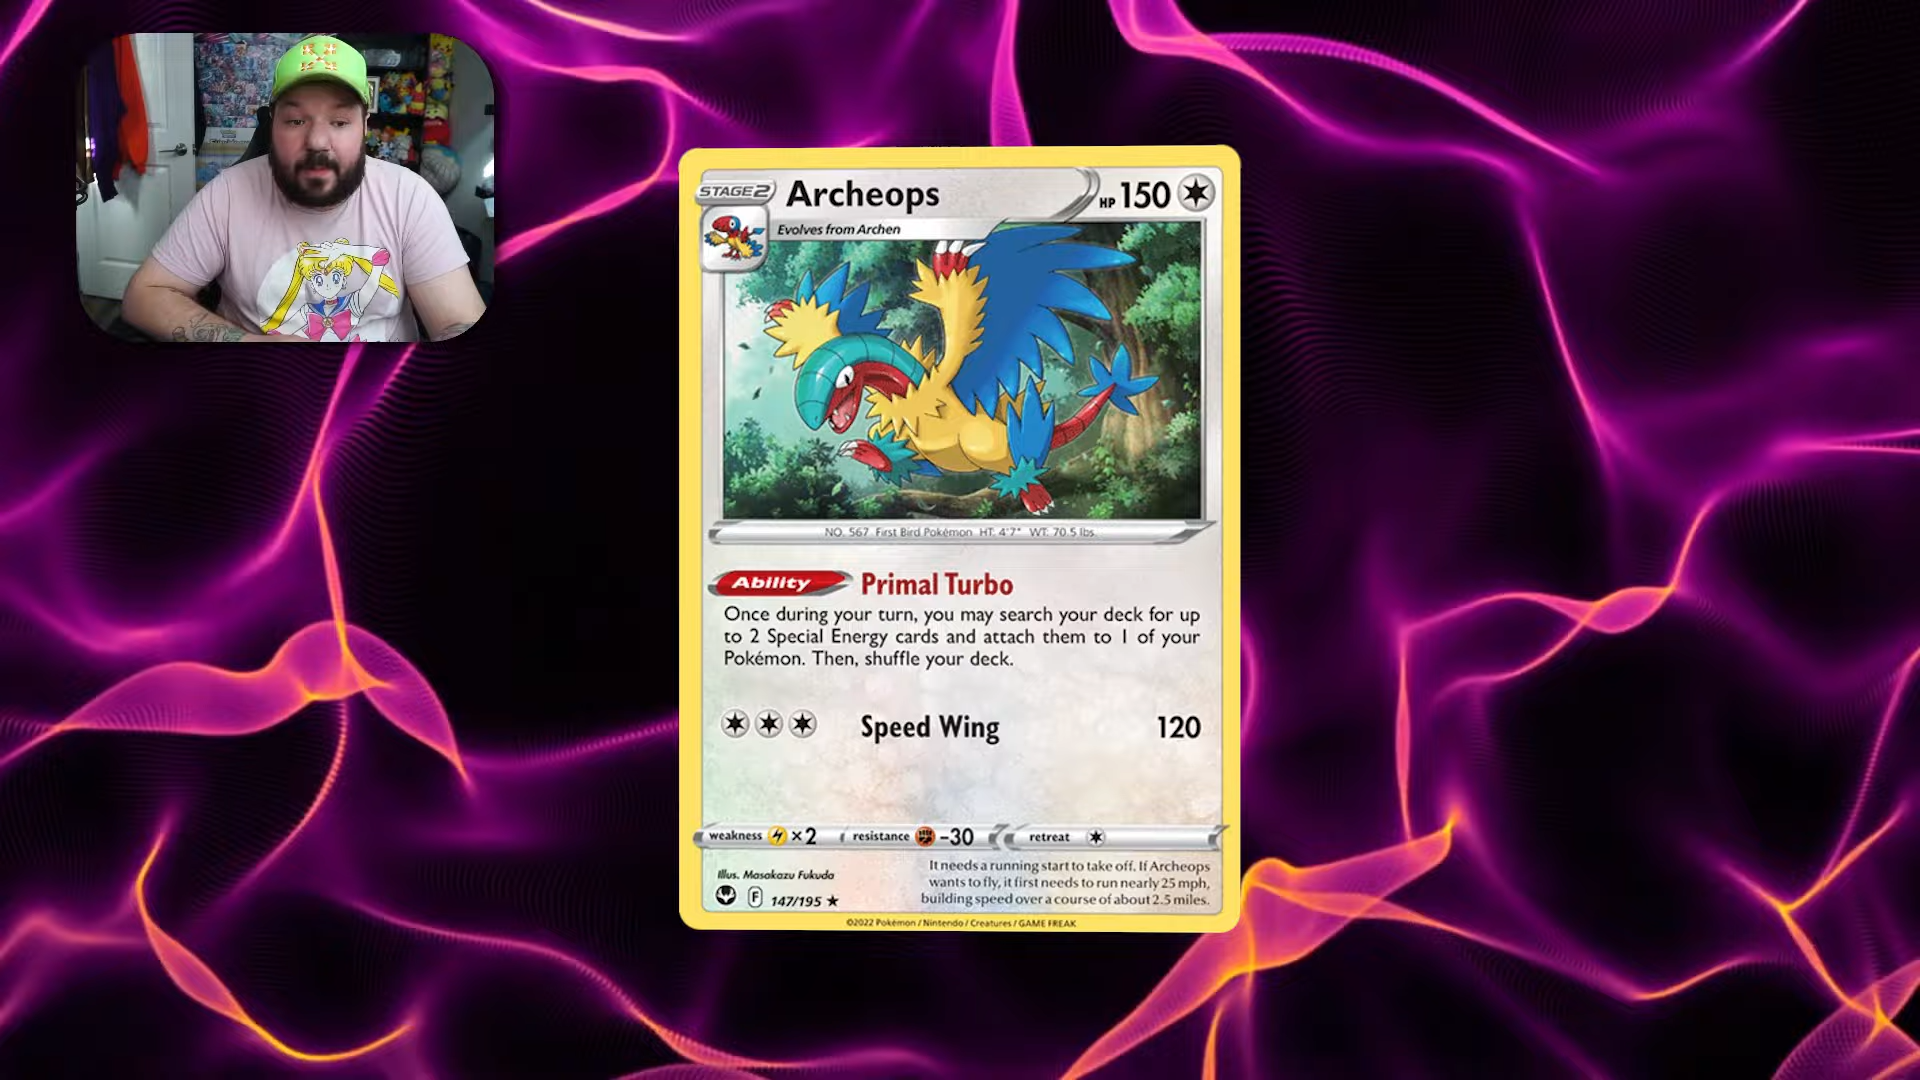 STAGE 2
Archeops
HP 150
Evolves from Archen
NO. 567 First Bird Pokémon HT: 4'7" WT: 70.5 lbs.
Ability Primal Turbo
Once during your turn, you may search your deck for up
to 2 Special Energy cards and attach them to 1 of your
Pokémon. Then, shuffle your deck.
Speed Wing 120
weakness ×2 resistance -30 retreat
Illus. Masakazu Fukuda
F 147/195 ★
It needs a running start to take off. If Archeops
wants to fly, it first needs to run nearly 25 mph,
building speed over a course of about 2.5 miles.
©2022 Pokémon / Nintendo / Creatures / GAME FREAK